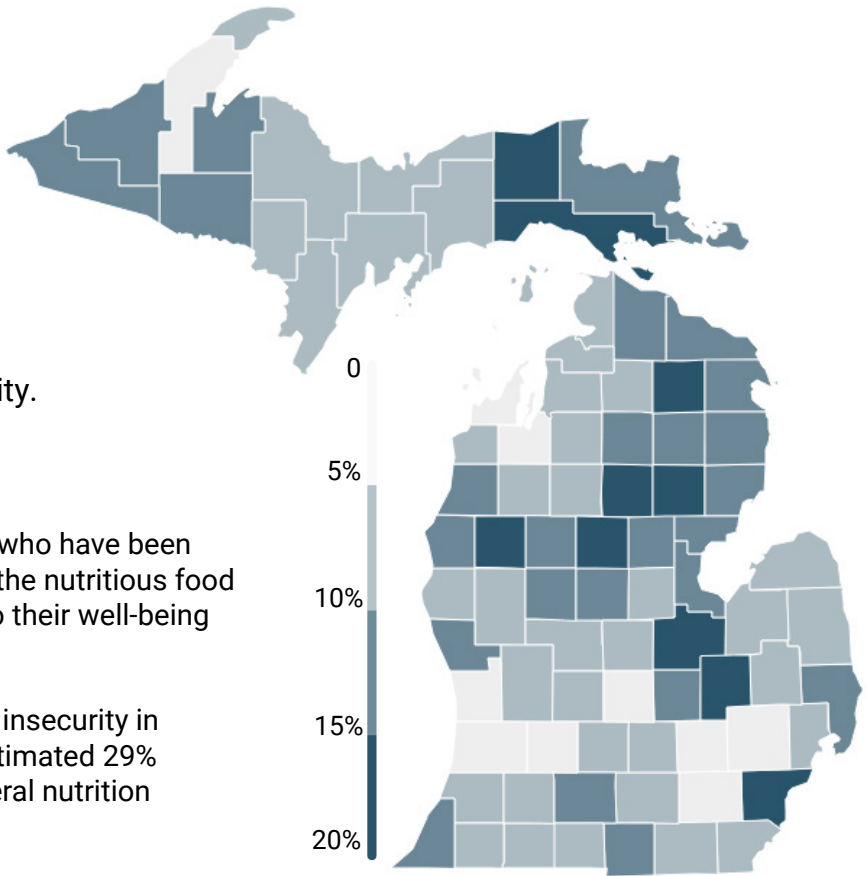 ity.
who have been
the nutritious food
o their well-being
insecurity in
timated 29%
eral nutrition
0
5%
10%
15%
20%